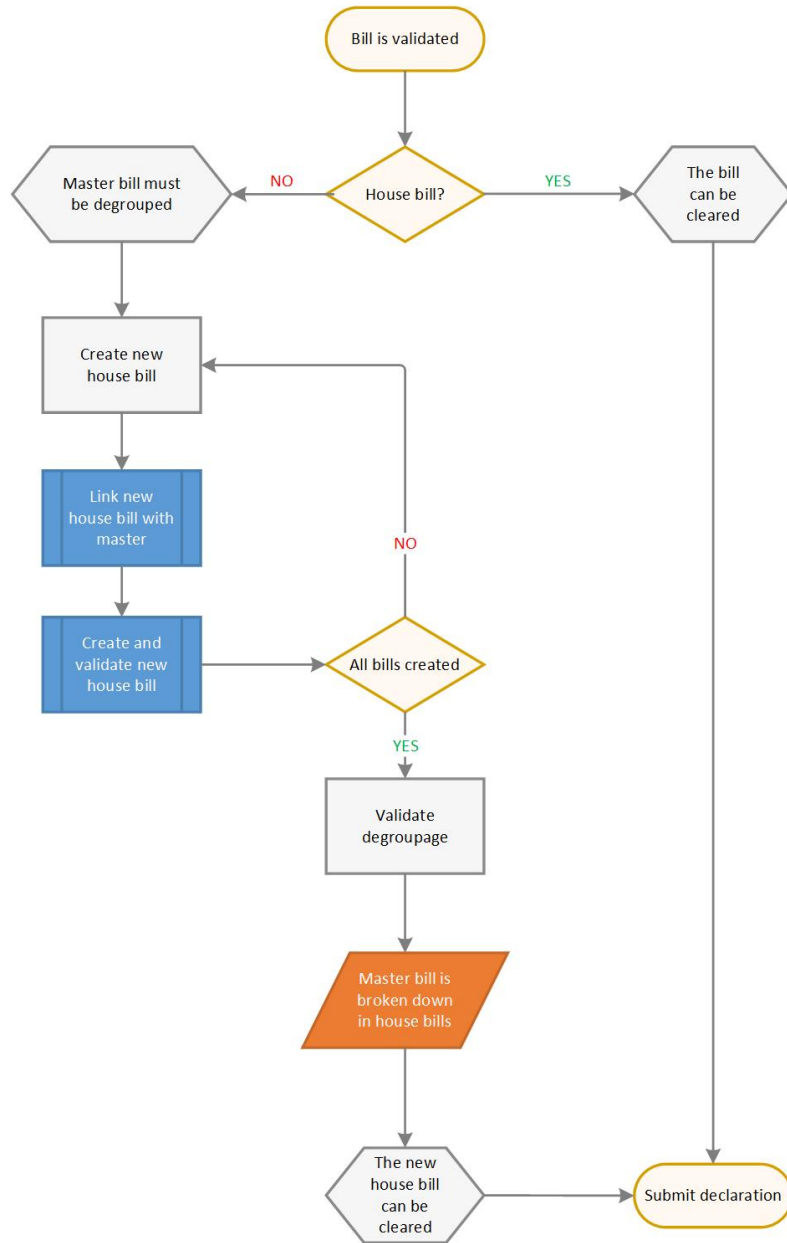 Bill is validated
Master bill must
be degrouped
NO
House bill?
YES
The bill
can be
cleared
Create new
house bill
Link new
house bill with
master
NO
Create and
validate new
house bill
All bills created
YES
Validate
degroupage
Master bill is
broken down
in house bills
The new
house bill
can be
cleared
Submit declaration